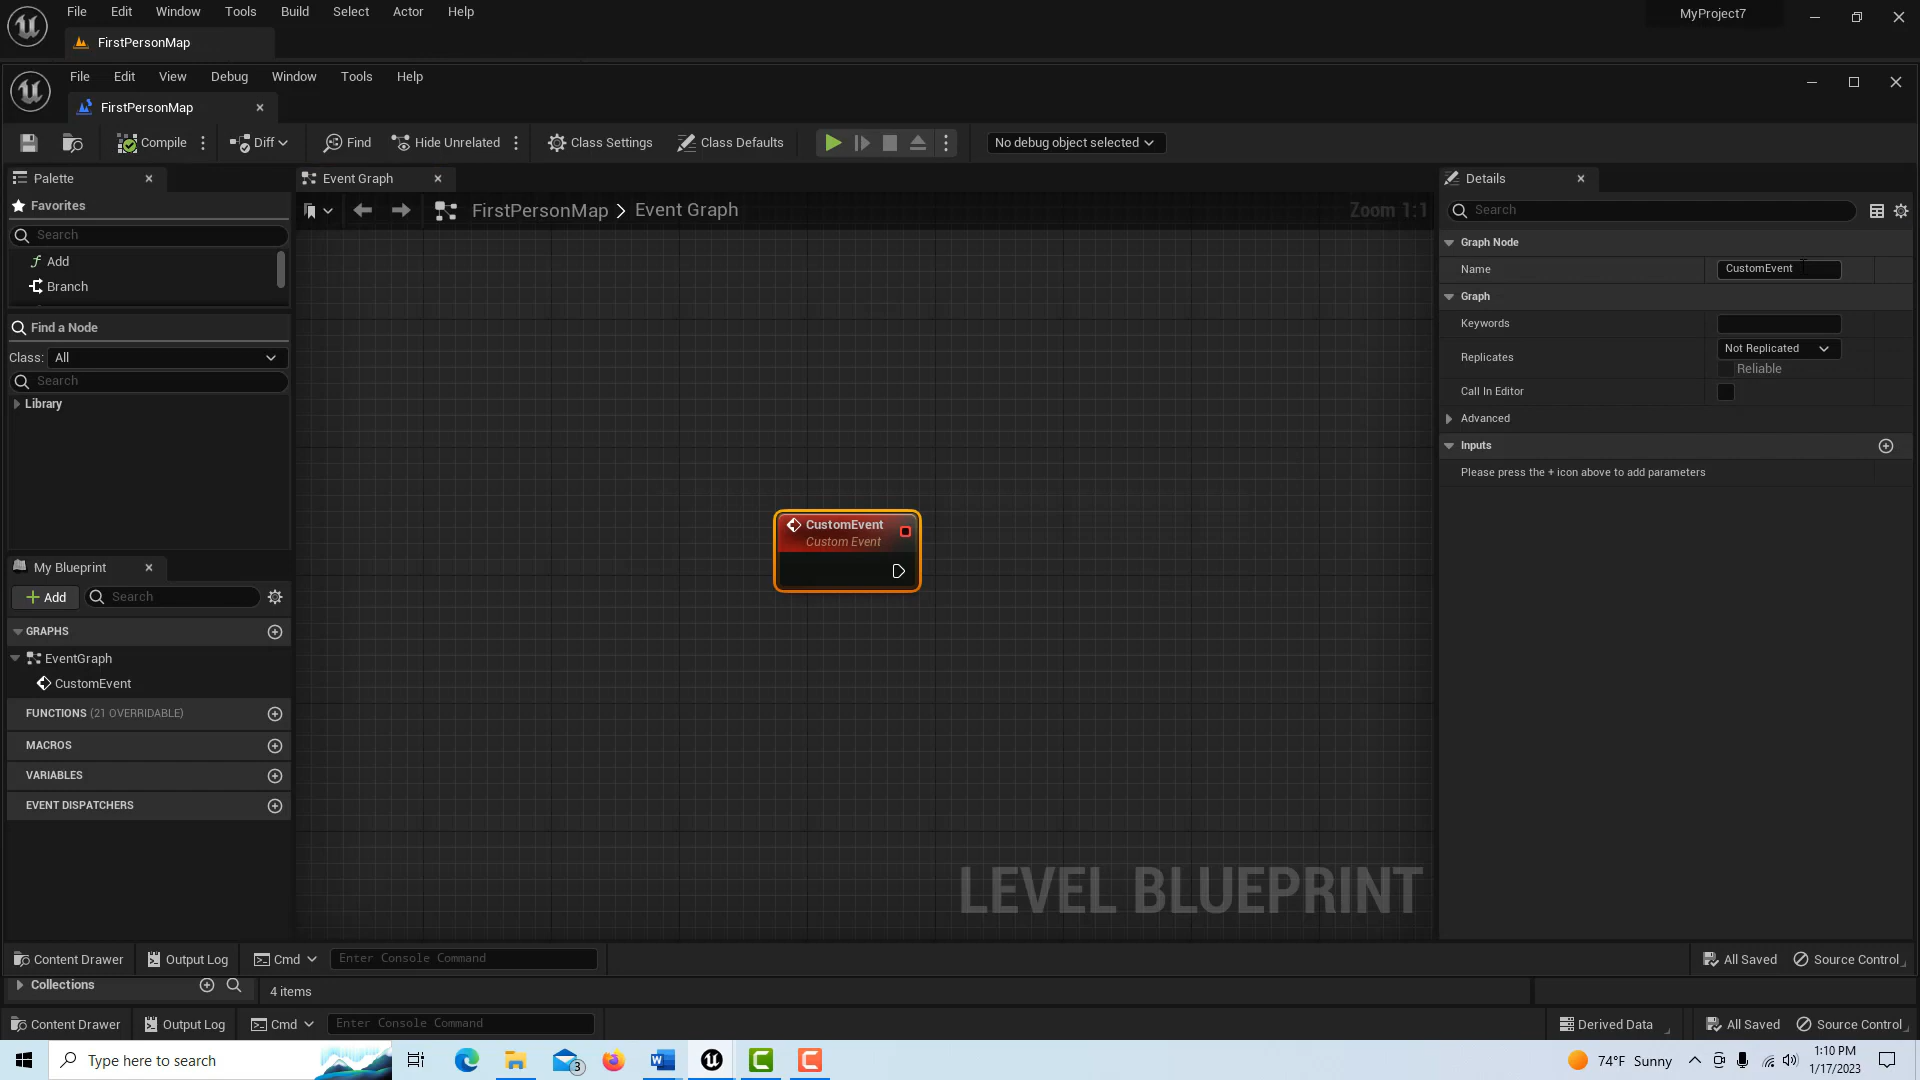 File Edit Window Tools Build Select Actor Help
MyProject7
FirstPersonMap
File Edit View Debug Window Tools Help
FirstPersonMap
Compile Diff Find Hide Unrelated Class Settings Class Defaults No debug object selected
Palette
Favorites
Search
Add
Branch
Find a Node
Class: All
Search
Library
My Blueprint
Add Search
GRAPHS
EventGraph
CustomEvent
FUNCTIONS (21 OVERRIDABLE)
MACROS
VARIABLES
EVENT DISPATCHERS
Event Graph
FirstPersonMap > Event Graph
Zoom 1:1
CustomEvent
Custom Event
LEVEL BLUEPRINT
Details
Search
Graph Node
Name CustomEvent
Graph
Keywords
Replicates Not Replicated
Reliable
Call In Editor
Advanced
Inputs
Please press the + icon above to add parameters
Content Drawer Output Log Cmd Enter Console Command All Saved Source Control
Collections 4 items
Content Drawer Output Log Cmd Enter Console Command Derived Data All Saved Source Control
Type here to search
3
74°F Sunny
1:10 PM
1/17/2023